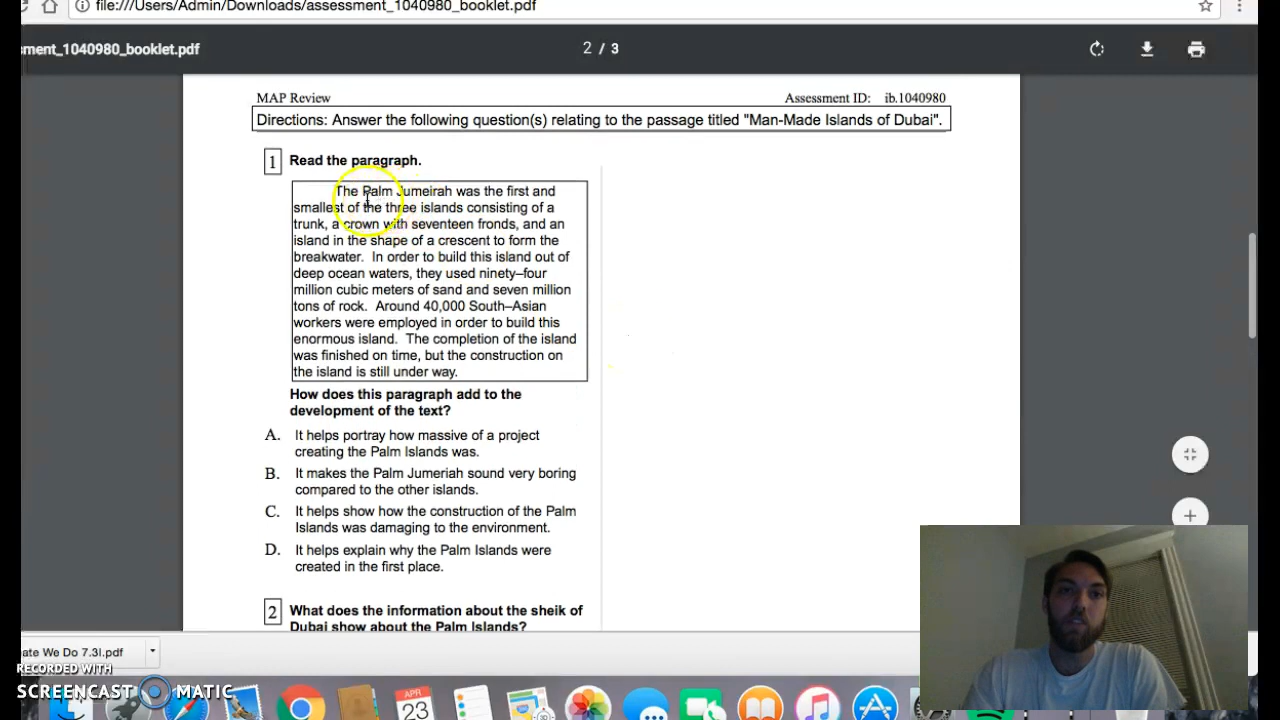 file:///Users/Admin/Downloads/assessment_1040980_booklet.pdf
ment_1040980_booklet.pdf
2 / 3
MAP Review
Assessment ID: ib.1040980
Directions: Answer the following question(s) relating to the passage titled "Man-Made Islands of Dubai".
1 Read the paragraph.
The Palm Jumeirah was the first and
smallest of the three islands consisting of a
trunk, a crown with seventeen fronds, and an
island in the shape of a crescent to form the
breakwater. In order to build this island out of
deep ocean waters, they used ninety–four
million cubic meters of sand and seven million
tons of rock. Around 40,000 South–Asian
workers were employed in order to build this
enormous island. The completion of the island
was finished on time, but the construction on
the island is still under way.
How does this paragraph add to the
development of the text?
A. It helps portray how massive of a project
creating the Palm Islands was.
B. It makes the Palm Jumeriah sound very boring
compared to the other islands.
C. It helps show how the construction of the Palm
Islands was damaging to the environment.
D. It helps explain why the Palm Islands were
created in the first place.
2 What does the information about the sheik of
Dubai show about the Palm Islands?
ate We Do 7.3I.pdf
RECORDED WITH
SCREENCAST MATIC
APR
23